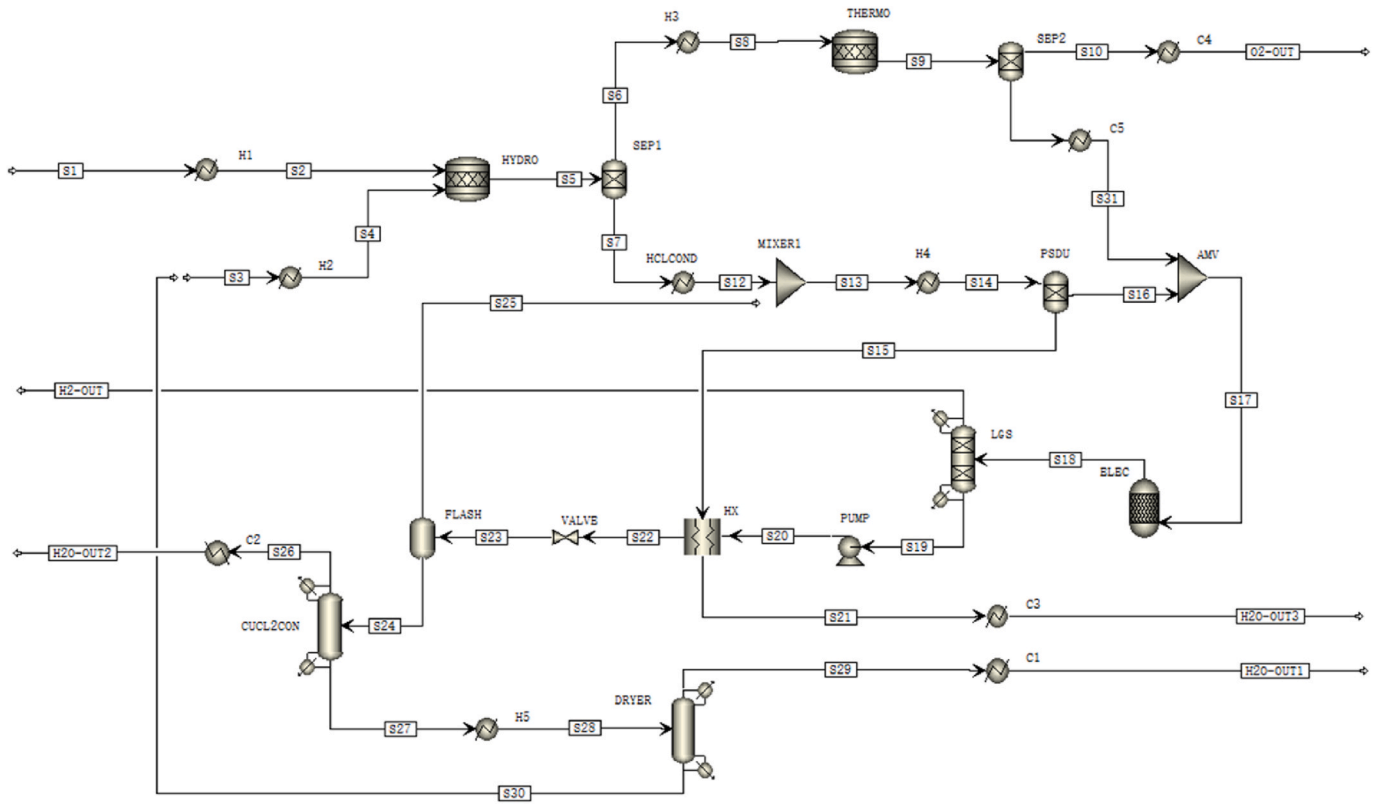 H3
S8
THERMO
S9
SEP2
S10
C4
O2-OUT
S6
C5
S1
H1
S2
HYDRO
S5
SEP1
S31
S4
S7
S3
H2
HCLCOND
S12
MIXER1
S13
H4
S14
PSDU
S16
AMV
S25
S15
H2-OUT
S17
LGS
S18
ELEC
FLASH
S23
VALVE
S22
HX
S20
PUMP
S19
H2O-OUT2
C2
S26
CUCL2CON
S24
S21
C3
H2O-OUT3
S29
C1
H2O-OUT1
DRYER
S27
H5
S28
S30